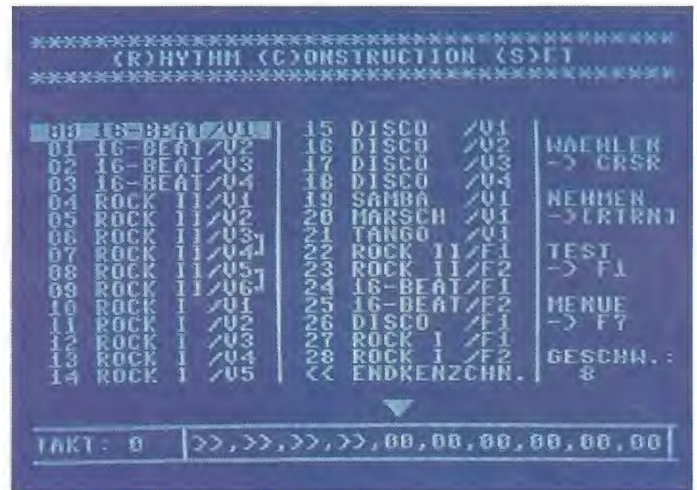 ***************************************
(R)HYTHM (C)ONSTRUCTION (S)ET
***************************************
00 16-BEAT/V1
01 16-BEAT/V2
02 16-BEAT/V3
03 16-BEAT/V4
04 ROCK II/V1
05 ROCK II/V2
06 ROCK II/V3
07 ROCK II/V4
08 ROCK II/V5
09 ROCK II/V6
10 ROCK I /V1
11 ROCK I /V2
12 ROCK I /V3
13 ROCK I /V4
14 ROCK I /V5
15 DISCO /V1
16 DISCO /V2
17 DISCO /V3
18 DISCO /V4
19 SAMBA /V1
20 MARSCH /V1
21 TANGO /V1
22 ROCK II/F1
23 ROCK II/F2
24 16-BEAT/F1
25 16-BEAT/F2
26 DISCO /F1
27 ROCK I /F1
28 ROCK I /F2
<< ENDKENZCHN.
WAEHLEN
-> CRSR
NEHMEN
->[RTRN]
TEST
-> F1
MENUE
-> F7
GESCHW.:
8
TAKT: 0
>>,>>,>>,>>,00,00,00,00,00,00